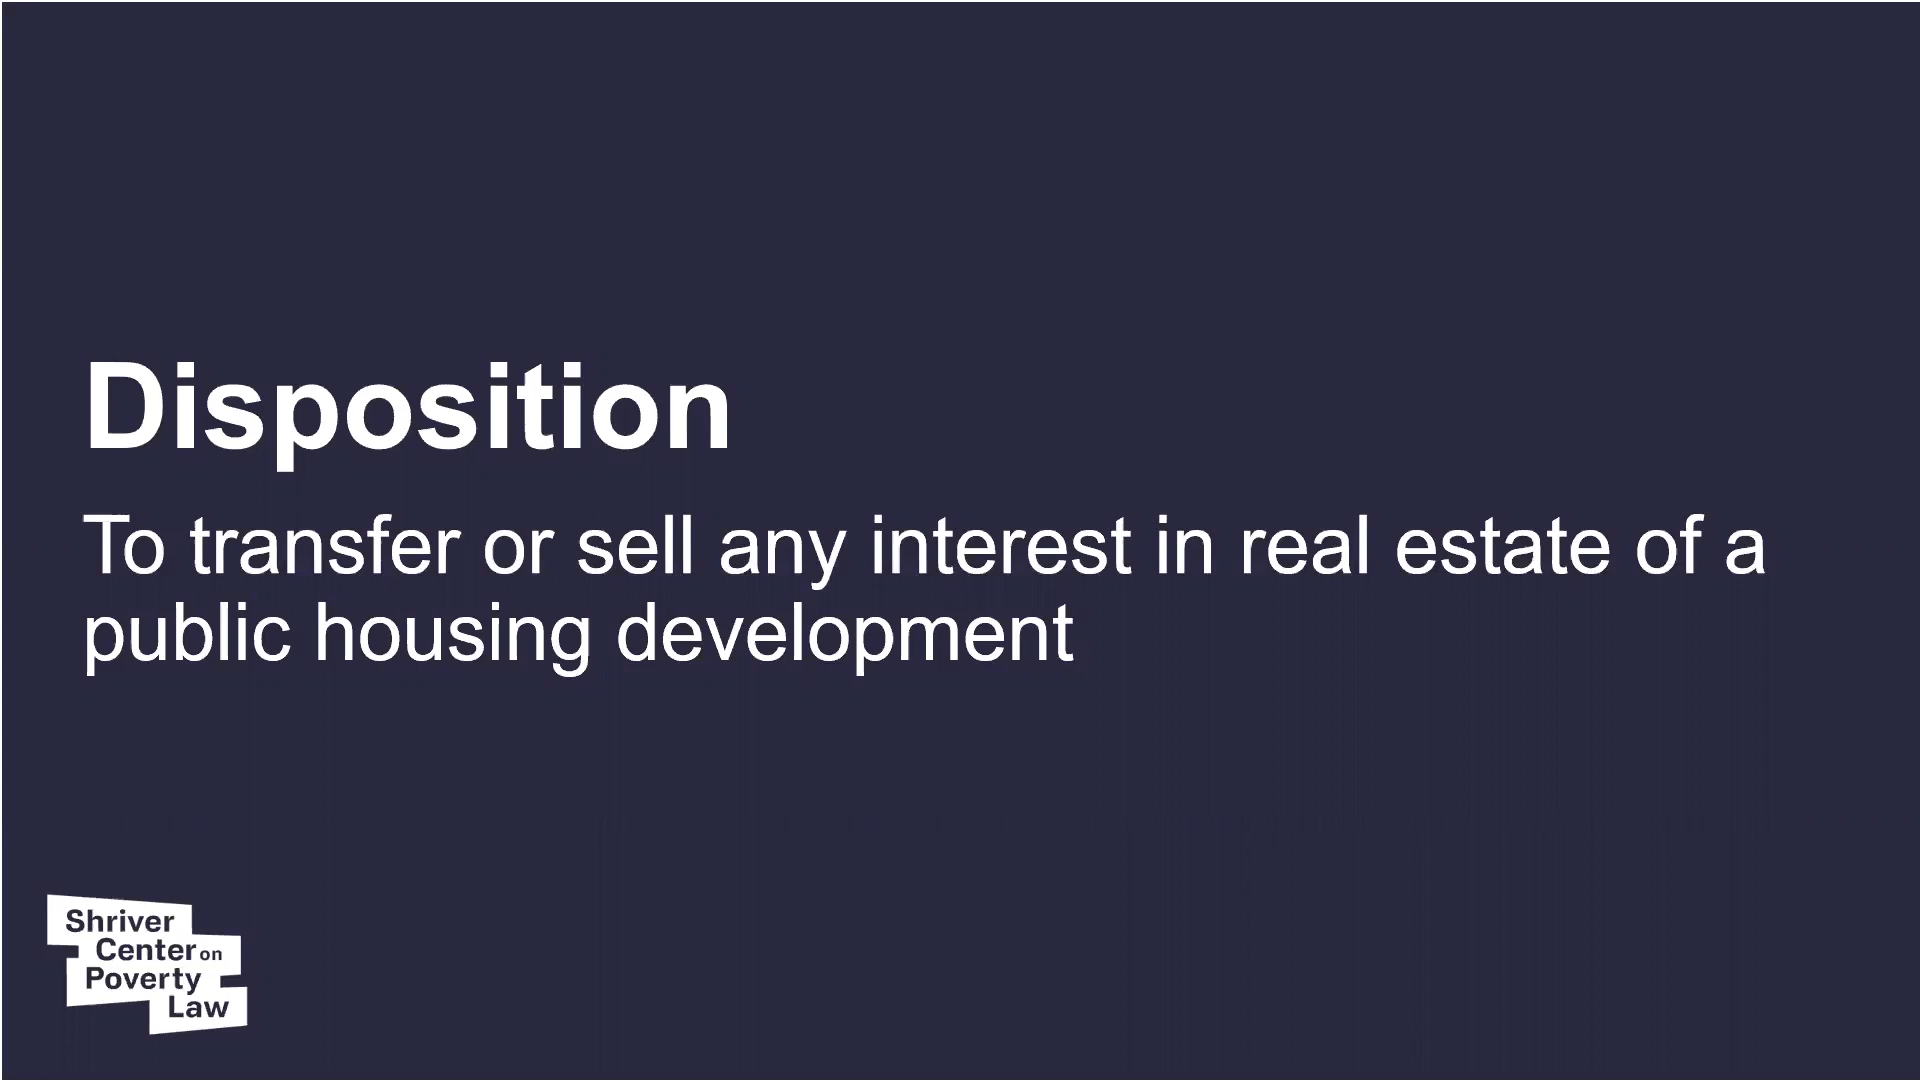 Disposition
To transfer or sell any interest in real estate of a
public housing development
Shriver
Center on
Poverty
Law